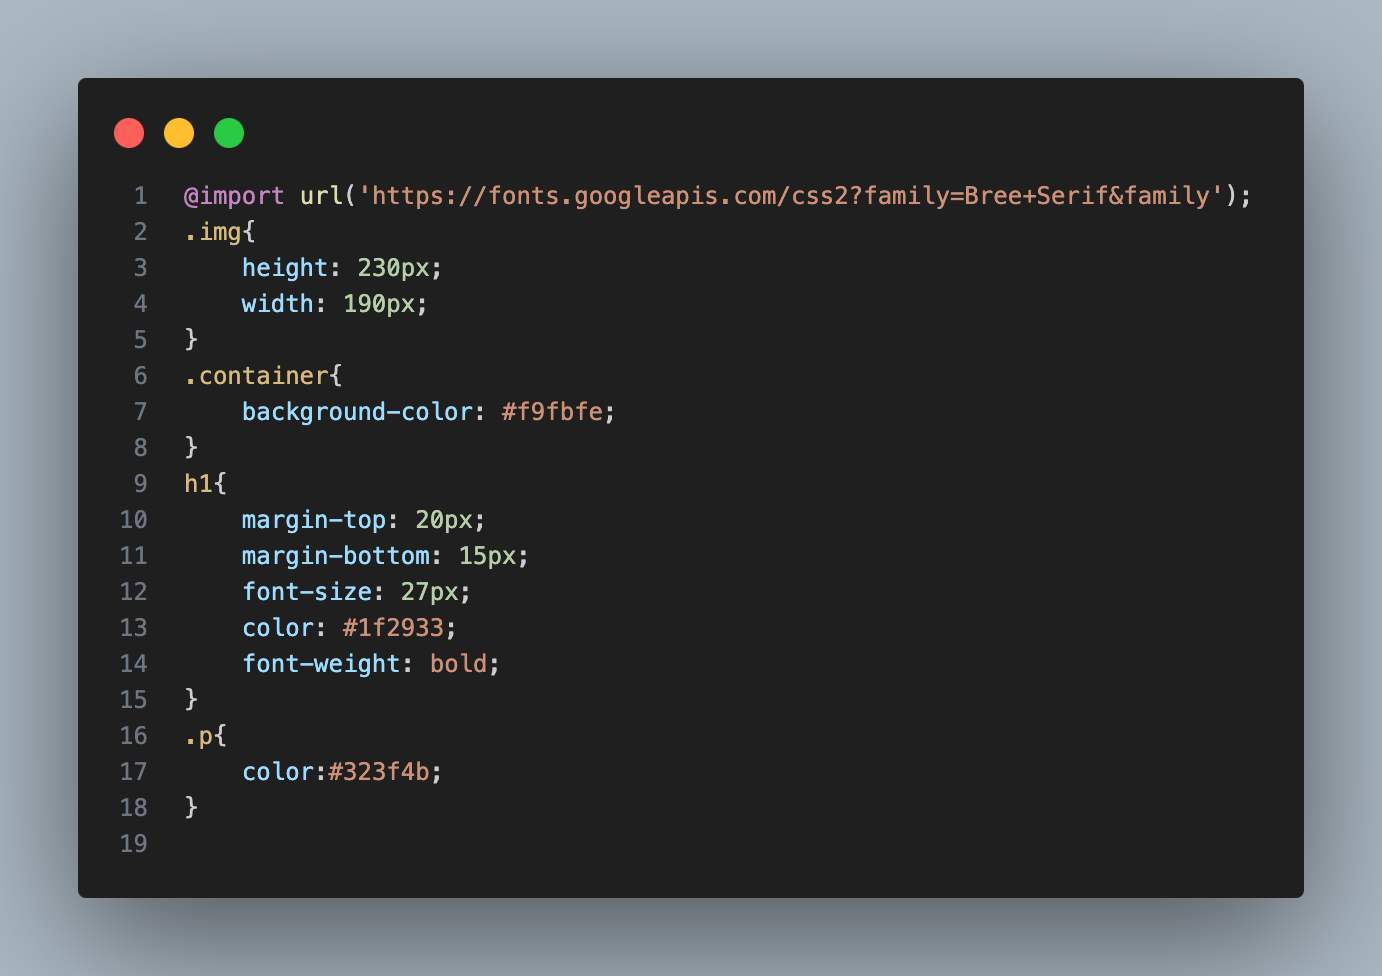 1 @import url('https://fonts.googleapis.com/css2?family=Bree+Serif&family');
2 .img{
3     height: 230px;
4     width: 190px;
5 }
6 .container{
7     background-color: #f9fbfe;
8 }
9 h1{
10     margin-top: 20px;
11     margin-bottom: 15px;
12     font-size: 27px;
13     color: #1f2933;
14     font-weight: bold;
15 }
16 .p{
17     color:#323f4b;
18 }
19